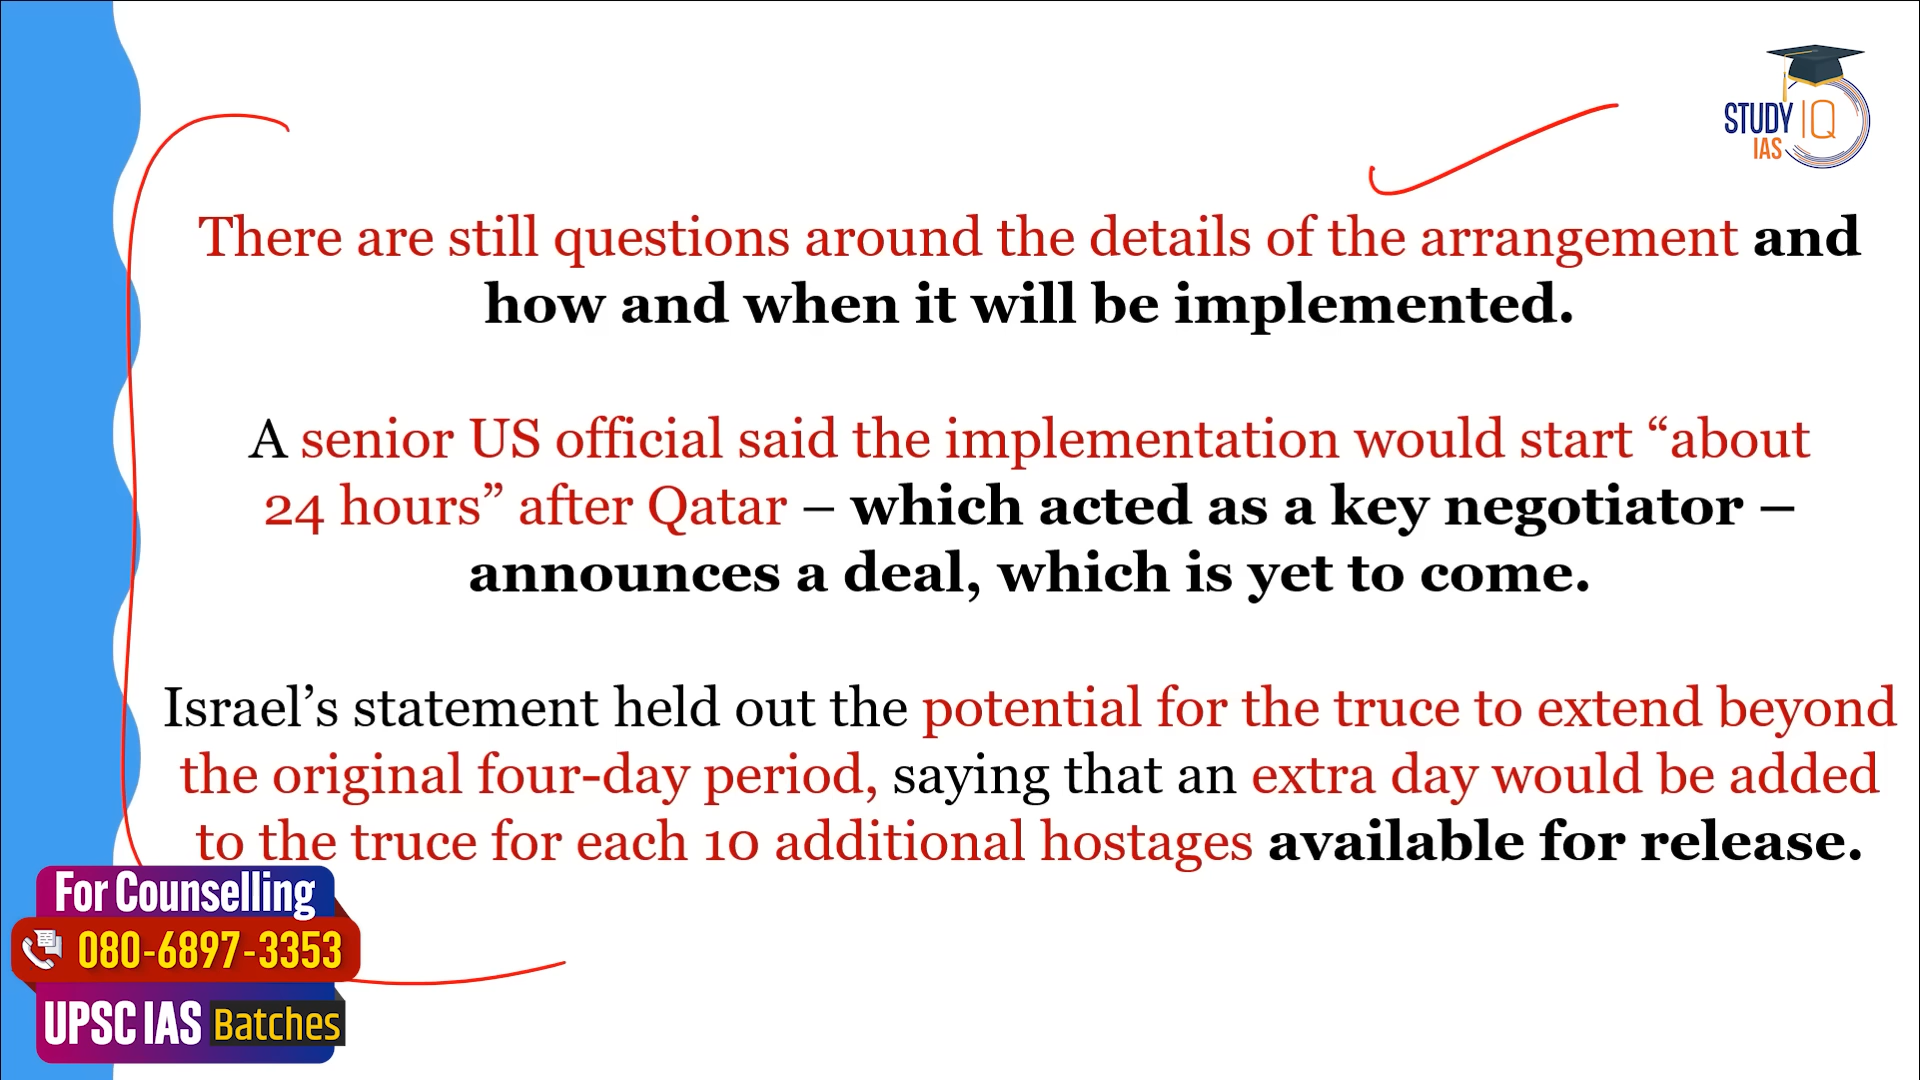 STUDY IQ
IAS
There are still questions around the details of the arrangement and
how and when it will be implemented.
A senior US official said the implementation would start “about
24 hours” after Qatar – which acted as a key negotiator –
announces a deal, which is yet to come.
Israel’s statement held out the potential for the truce to extend beyond
the original four-day period, saying that an extra day would be added
to the truce for each 10 additional hostages available for release.
For Counselling
080-6897-3353
UPSC IAS Batches